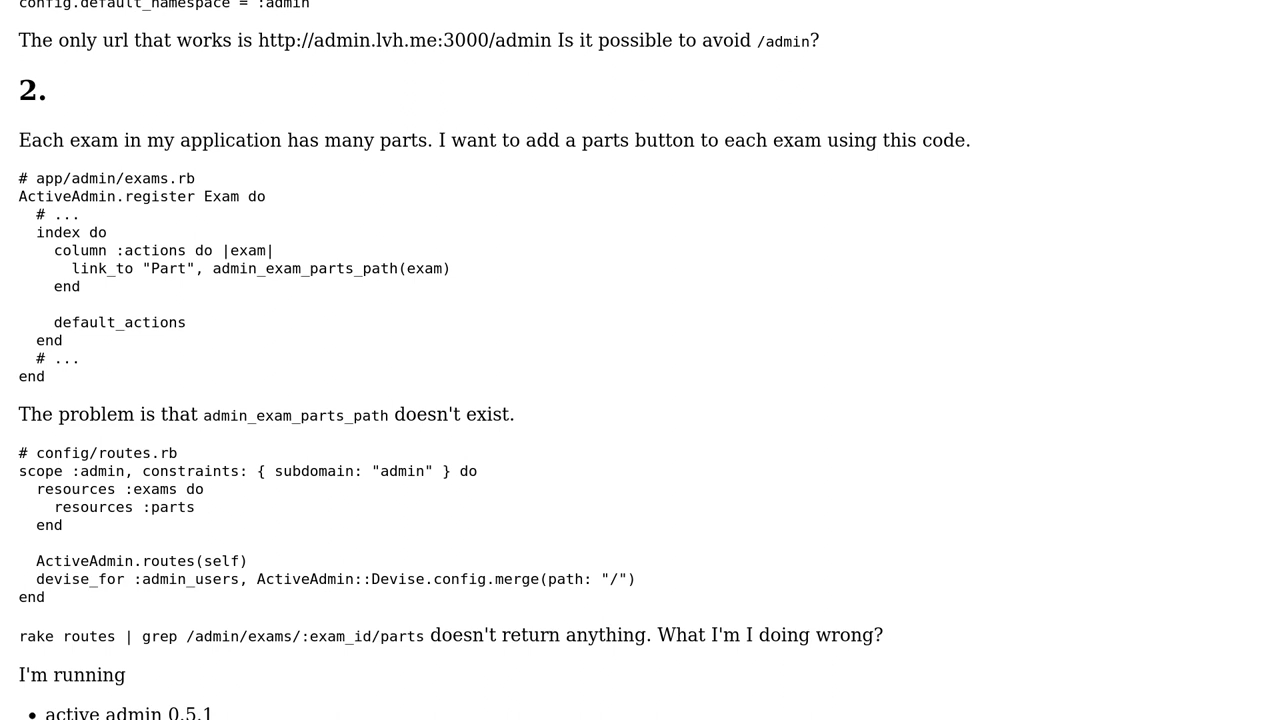 config.default_namespace = :admin
The only url that works is http://admin.lvh.me:3000/admin Is it possible to avoid /admin?
2.
Each exam in my application has many parts. I want to add a parts button to each exam using this code.
# app/admin/exams.rb
ActiveAdmin.register Exam do
  # ...
  index do
    column :actions do |exam|
      link_to "Part", admin_exam_parts_path(exam)
    end

    default_actions
  end
  # ...
end
The problem is that admin_exam_parts_path doesn't exist.
# config/routes.rb
scope :admin, constraints: { subdomain: "admin" } do
  resources :exams do
    resources :parts
  end

  ActiveAdmin.routes(self)
  devise_for :admin_users, ActiveAdmin::Devise.config.merge(path: "/")
end
rake routes | grep /admin/exams/:exam_id/parts doesn't return anything. What I'm I doing wrong?
I'm running
• active admin 0.5.1